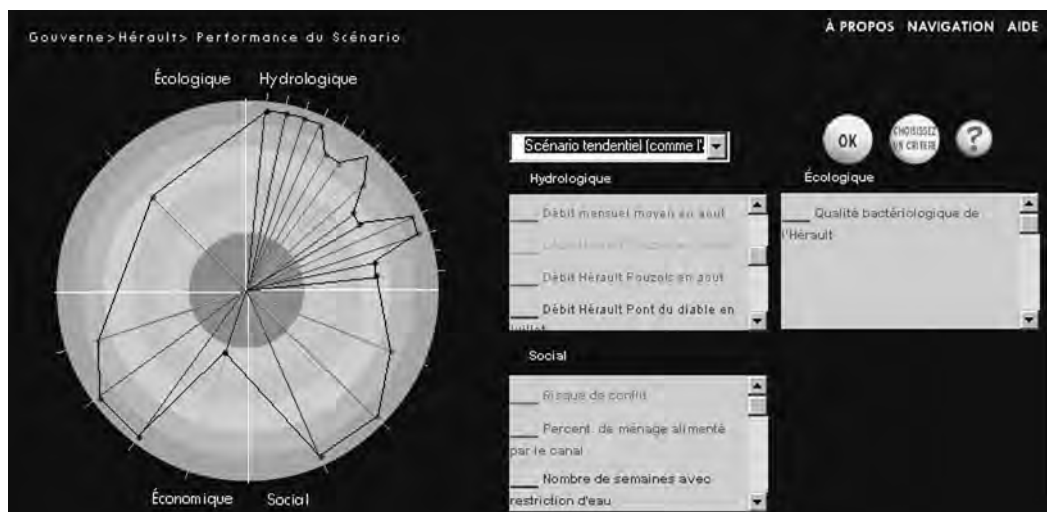 À PROPOS NAVIGATION AIDE
Gouverne>Hérault> Performance du Scénario
Écologique Hydrologique
Économique Social
Scénario tendentiel (comme l'
OK
CHOISISSEZ
UN CRITERE
?
Hydrologique
Débit mensuel moyen en aout
Débit Hérault Pouzols en aout
Débit Hérault Pont du diable en
juillet
Écologique
Qualité bactériologique de
l'Hérault
Social
Risque de conflit
Percent. de ménage alimenté
par le canal
Nombre de semaines avec
restriction d'eau